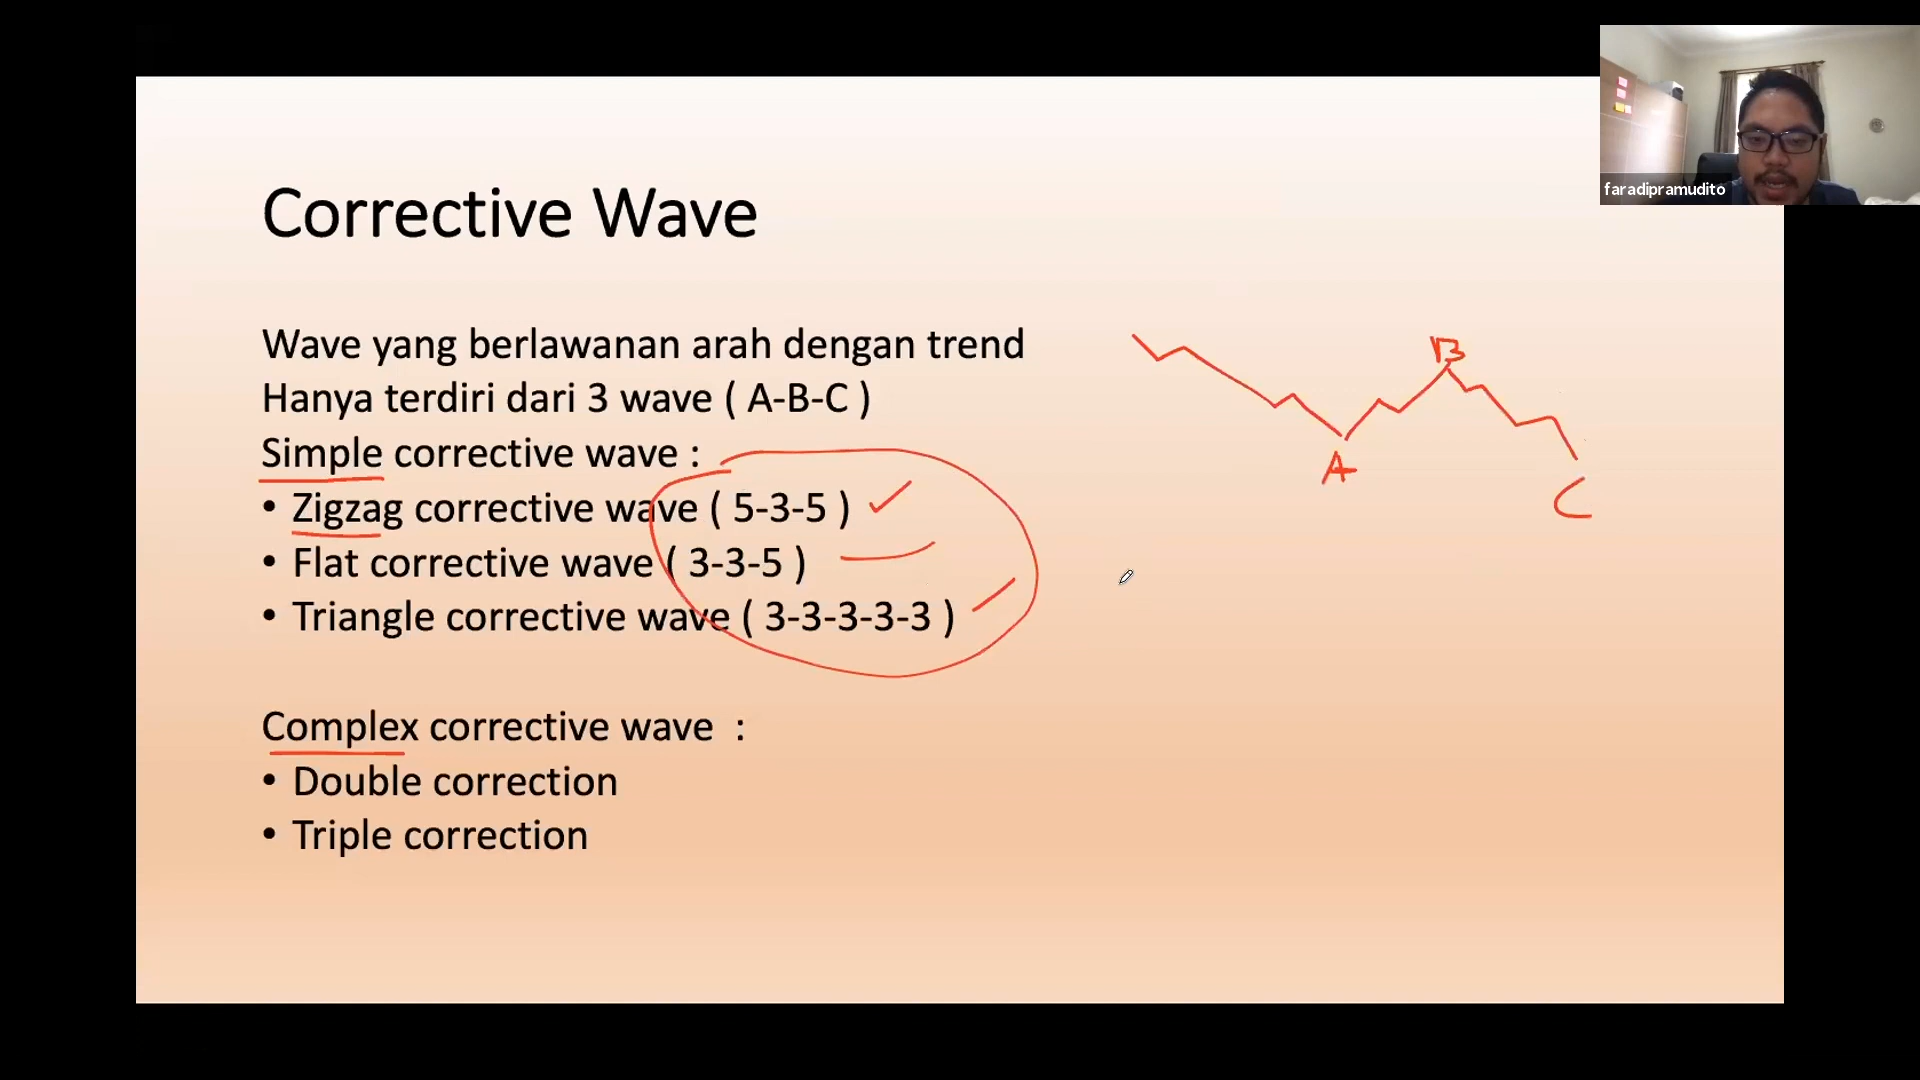 faradipramudito
Corrective Wave
Wave yang berlawanan arah dengan trend
Hanya terdiri dari 3 wave ( A-B-C )
Simple corrective wave :
• Zigzag corrective wave ( 5-3-5 )
• Flat corrective wave ( 3-3-5 )
• Triangle corrective wave ( 3-3-3-3-3 )
Complex corrective wave :
• Double correction
• Triple correction
B
A
C